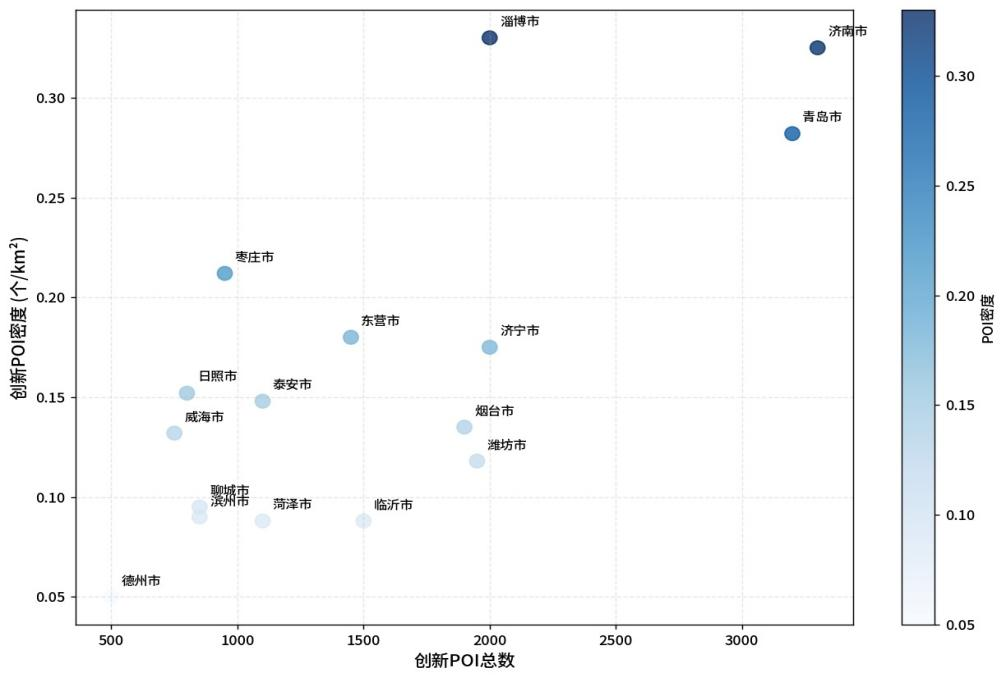 淄博市
济南市
青岛市
枣庄市
东营市
济宁市
日照市
泰安市
威海市
烟台市
潍坊市
聊城市
滨州市
菏泽市
临沂市
德州市
0.30
0.25
0.20
0.15
0.10
0.05
创新POI密度 (个/km²)
500
1000
1500
2000
2500
3000
创新POI总数
0.30
0.25
0.20
0.15
0.10
0.05
POI密度